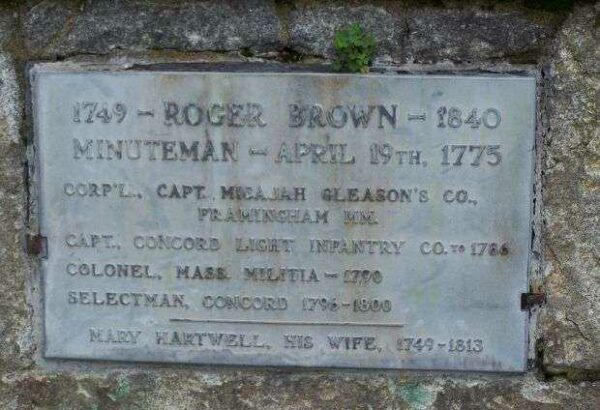 1749 - ROGER BROWN - 1840
MINUTEMAN - APRIL 19TH, 1775
CORP'L., CAPT. MICAJAH GLEASON'S CO.,
FRAMINGHAM MM.
CAPT., CONCORD LIGHT INFANTRY CO. TO 1786
COLONEL, MASS. MILITIA - 1790
SELECTMAN, CONCORD 1796-1800
MARY HARTWELL, HIS WIFE, 1749-1813